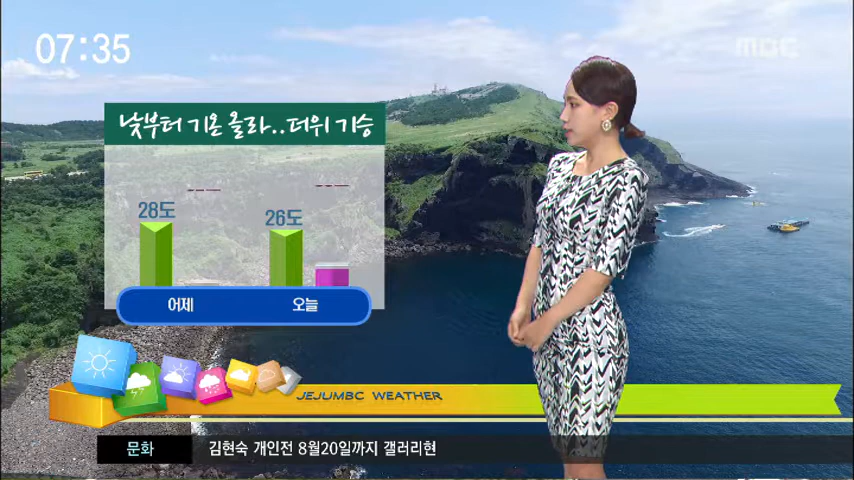 07:35
MBC
낮부터 기온 올라..더위 기승
28도
26도
어제
오늘
JEJUMBC WEATHER
문화
김현숙 개인전 8월20일까지 갤러리현